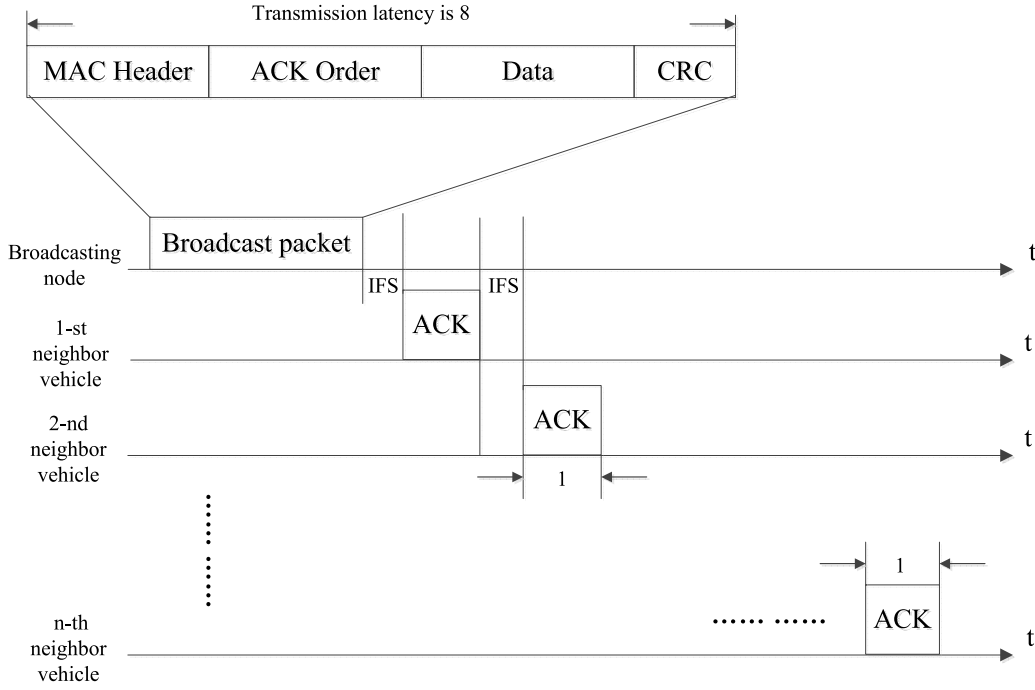 Transmission latency is 8
MAC Header
ACK Order
Data
CRC
Broadcast packet
Broadcasting
node
t
IFS
IFS
ACK
1-st
neighbor
vehicle
t
ACK
2-nd
neighbor
vehicle
t
1
1
ACK
n-th
neighbor
vehicle
...... ......
t